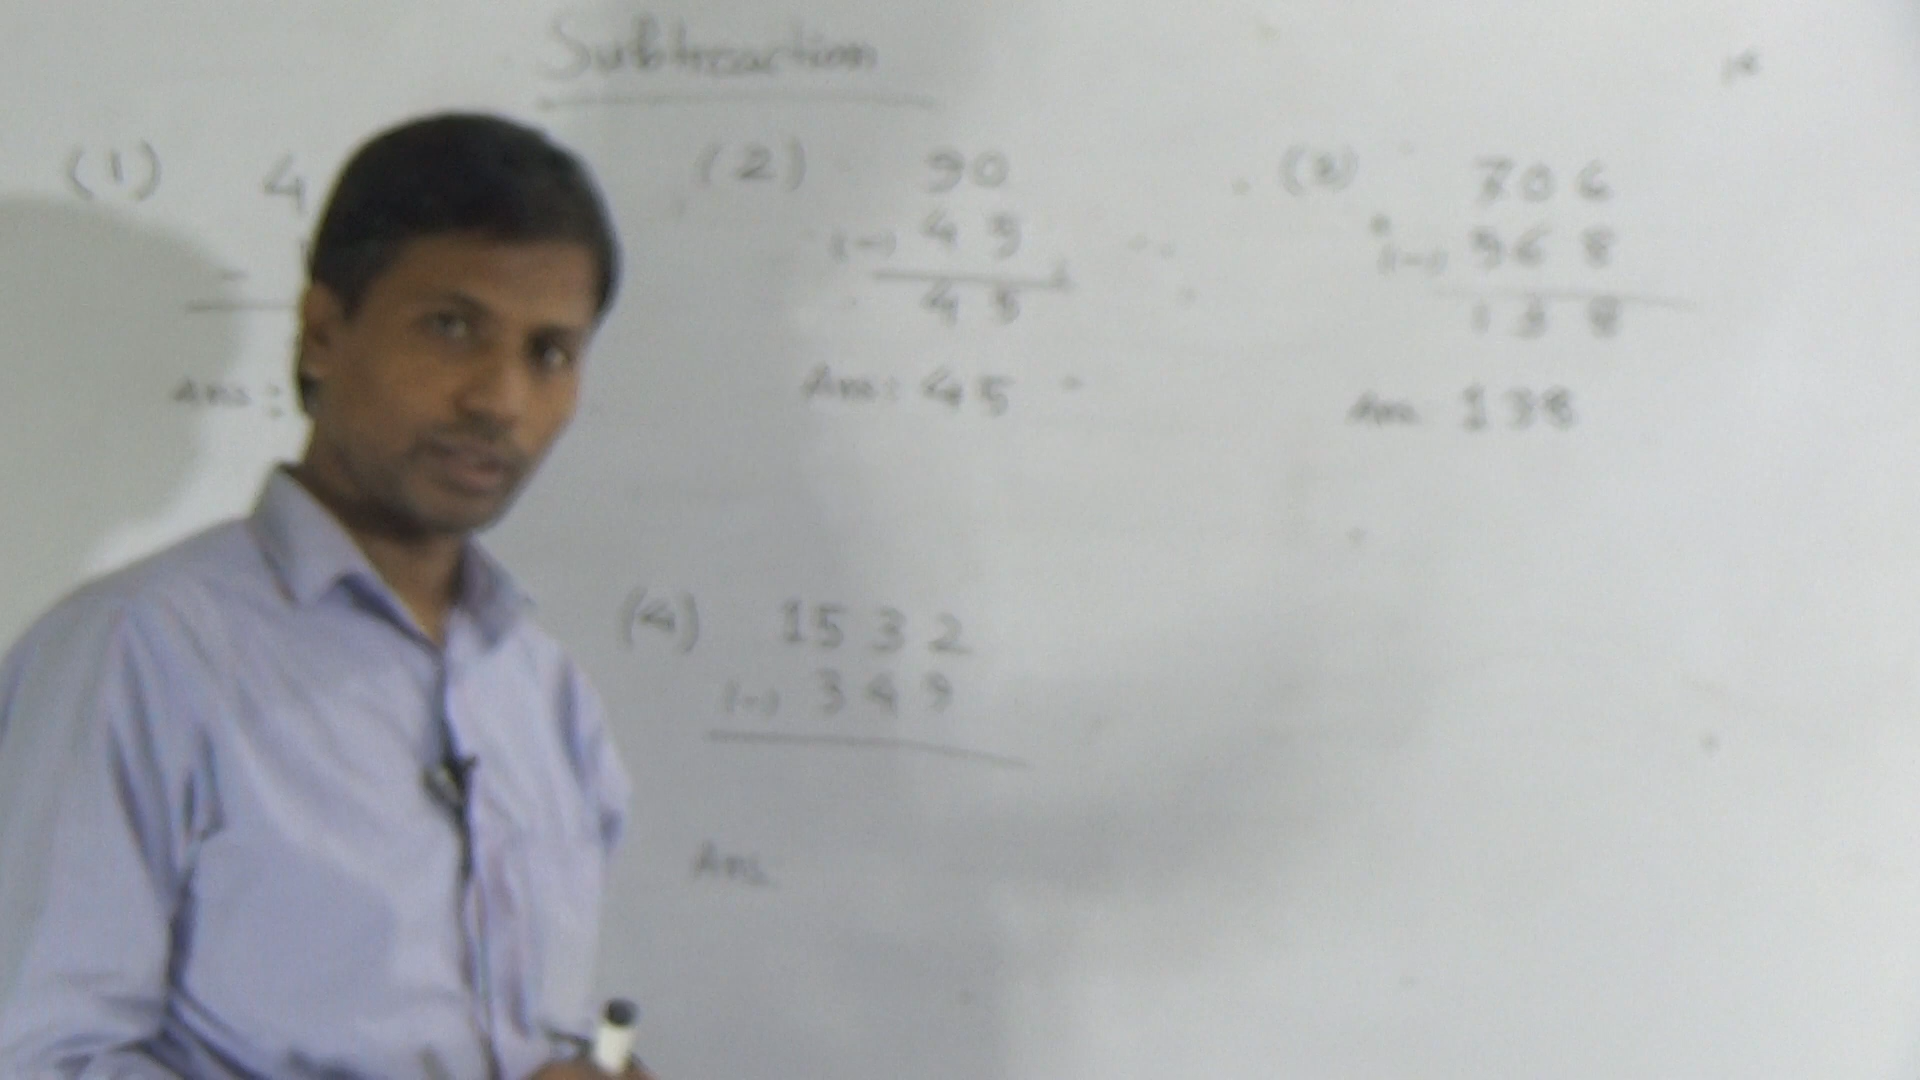 Subtraction
(1) 4
-
Ans:
(2) 90
(-) 45
45
Ans: 45
(3) 706
(-) 568
138
Ans. 138
(4) 1532
(-) 349
Ans.